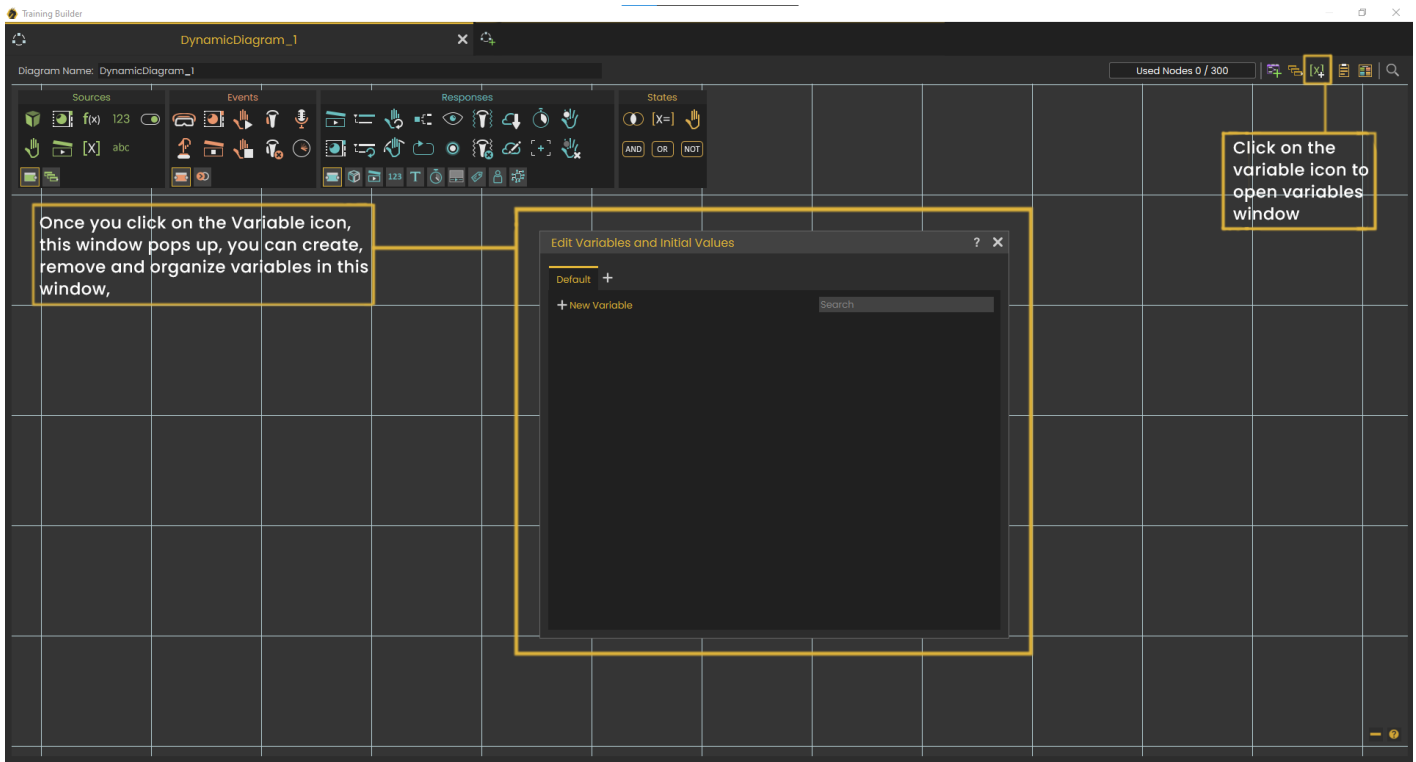 Training Builder
DynamicDiagram_1
Diagram Name: DynamicDiagram_1
Used Nodes 0 / 300
[x]
Sources
Events
Responses
States
f(x) 123
[X=]
[X] abc
[+]
AND OR NOT
123 T
Click on the
variable icon to
open variables
window
Once you click on the Variable icon,
this window pops up, you can create,
remove and organize variables in this
window,
Edit Variables and Initial Values
?
Default +
+ New Variable
Search
?